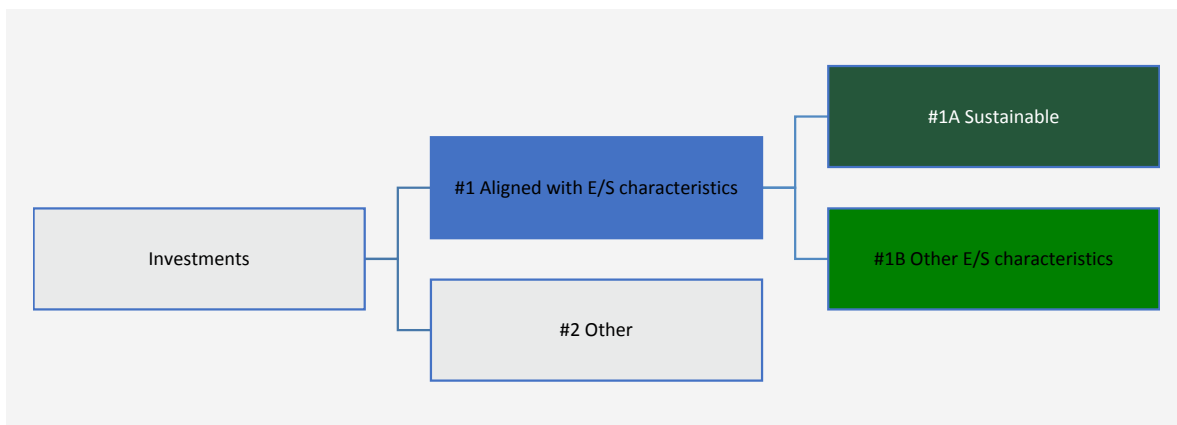 Investments
#1 Aligned with E/S characteristics
#2 Other
#1A Sustainable
#1B Other E/S characteristics